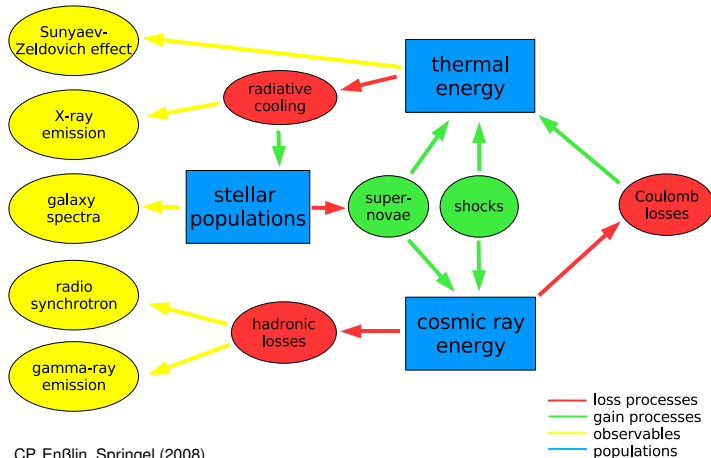 Sunyaev-
Zeldovich effect
thermal
energy
radiative
cooling
X-ray
emission
stellar
populations
super-
novae
shocks
Coulomb
losses
galaxy
spectra
radio
synchrotron
hadronic
losses
cosmic ray
energy
gamma-ray
emission
loss processes
gain processes
observables
populations
CP, Enßlin, Springel (2008)